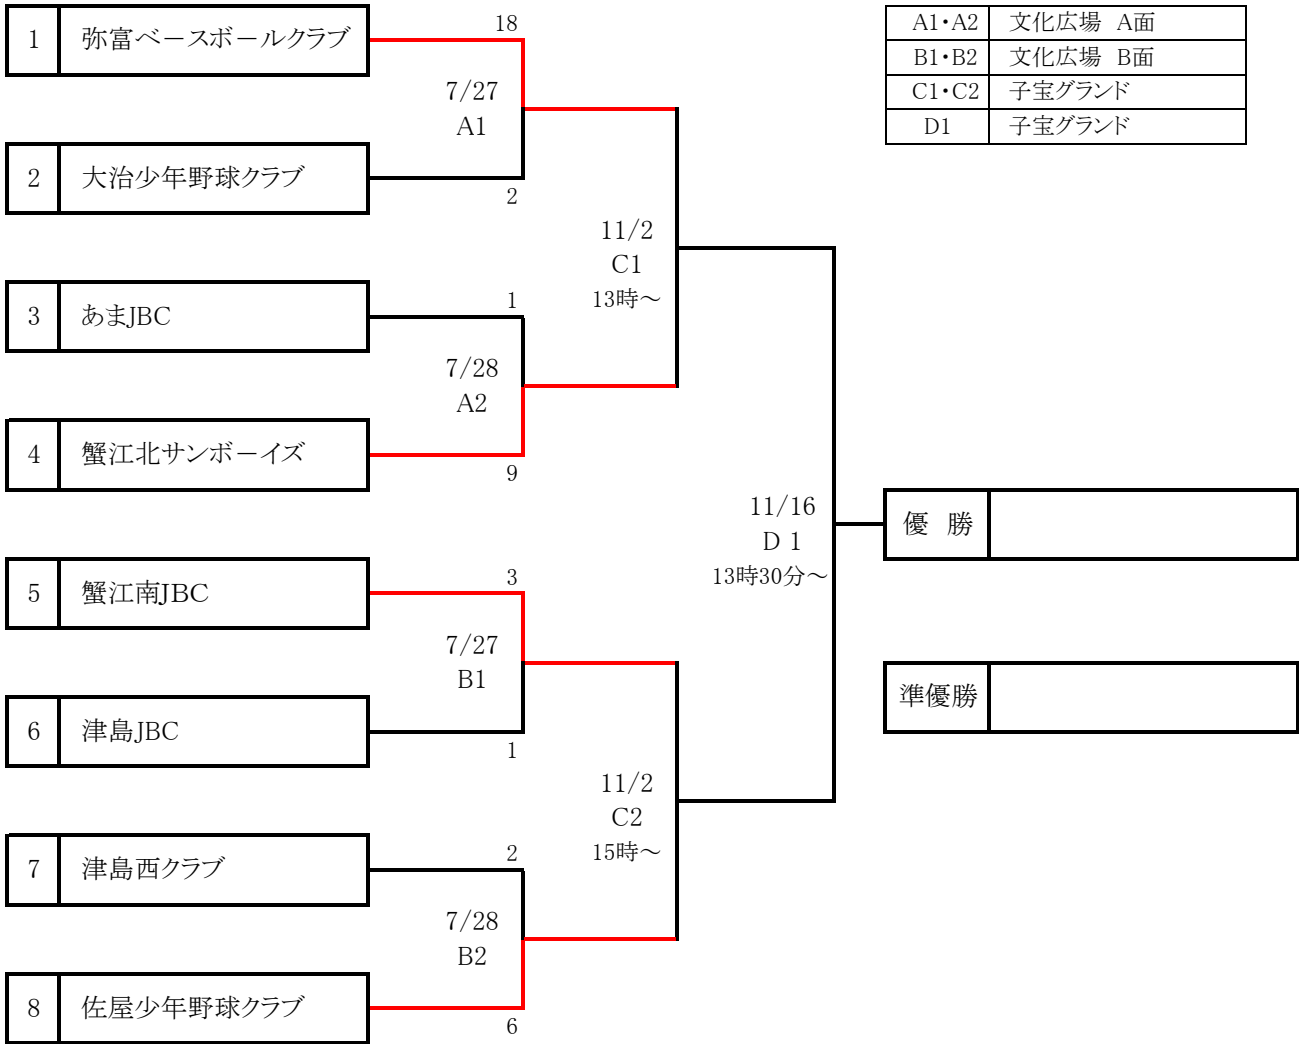 1 弥富ベースボールクラブ
18
7/27
A1
2 大治少年野球クラブ
2
3 あまJBC
1
7/28
A2
4 蟹江北サンボーイズ
9
11/2
C1
13時～
5 蟹江南JBC
3
7/27
B1
6 津島JBC
1
7 津島西クラブ
2
7/28
B2
8 佐屋少年野球クラブ
6
11/2
C2
15時～
11/16
D 1
13時30分～
A1・A2 文化広場 A面
B1・B2 文化広場 B面
C1・C2 子宝グランド
D1 子宝グランド
優 勝
準優勝